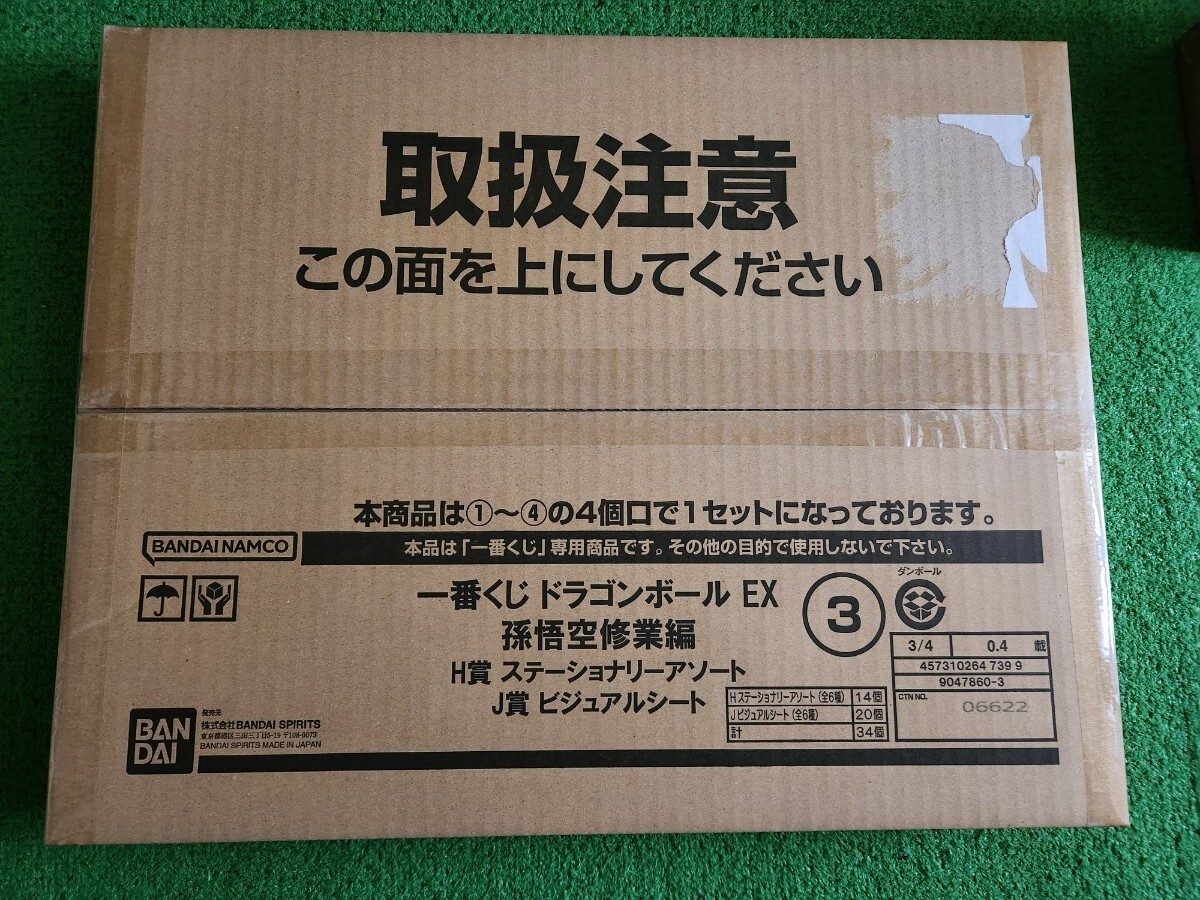 取扱注意
この面を上にしてください
本商品は①～④の4個口で1セットになっております。
BANDAI NAMCO
本品は「一番くじ」専用商品です。その他の目的で使用しないで下さい。
一番くじ ドラゴンボール EX
孫悟空修業編
H賞 ステーショナリーアソート
J賞 ビジュアルシート
3
ダンボール
3/4 0.4 載
457310264 739 9
9047860-3
CTN NO.
06622
Hステーショナリーアソート(全6種) 14個
Jビジュアルシート(全6種) 20個
計 34個
BAN
DAI
発売元
株式会社BANDAI SPIRITS
東京都港区三田三丁目5-19 〒108-0073
BANDAI SPIRITS MADE IN JAPAN